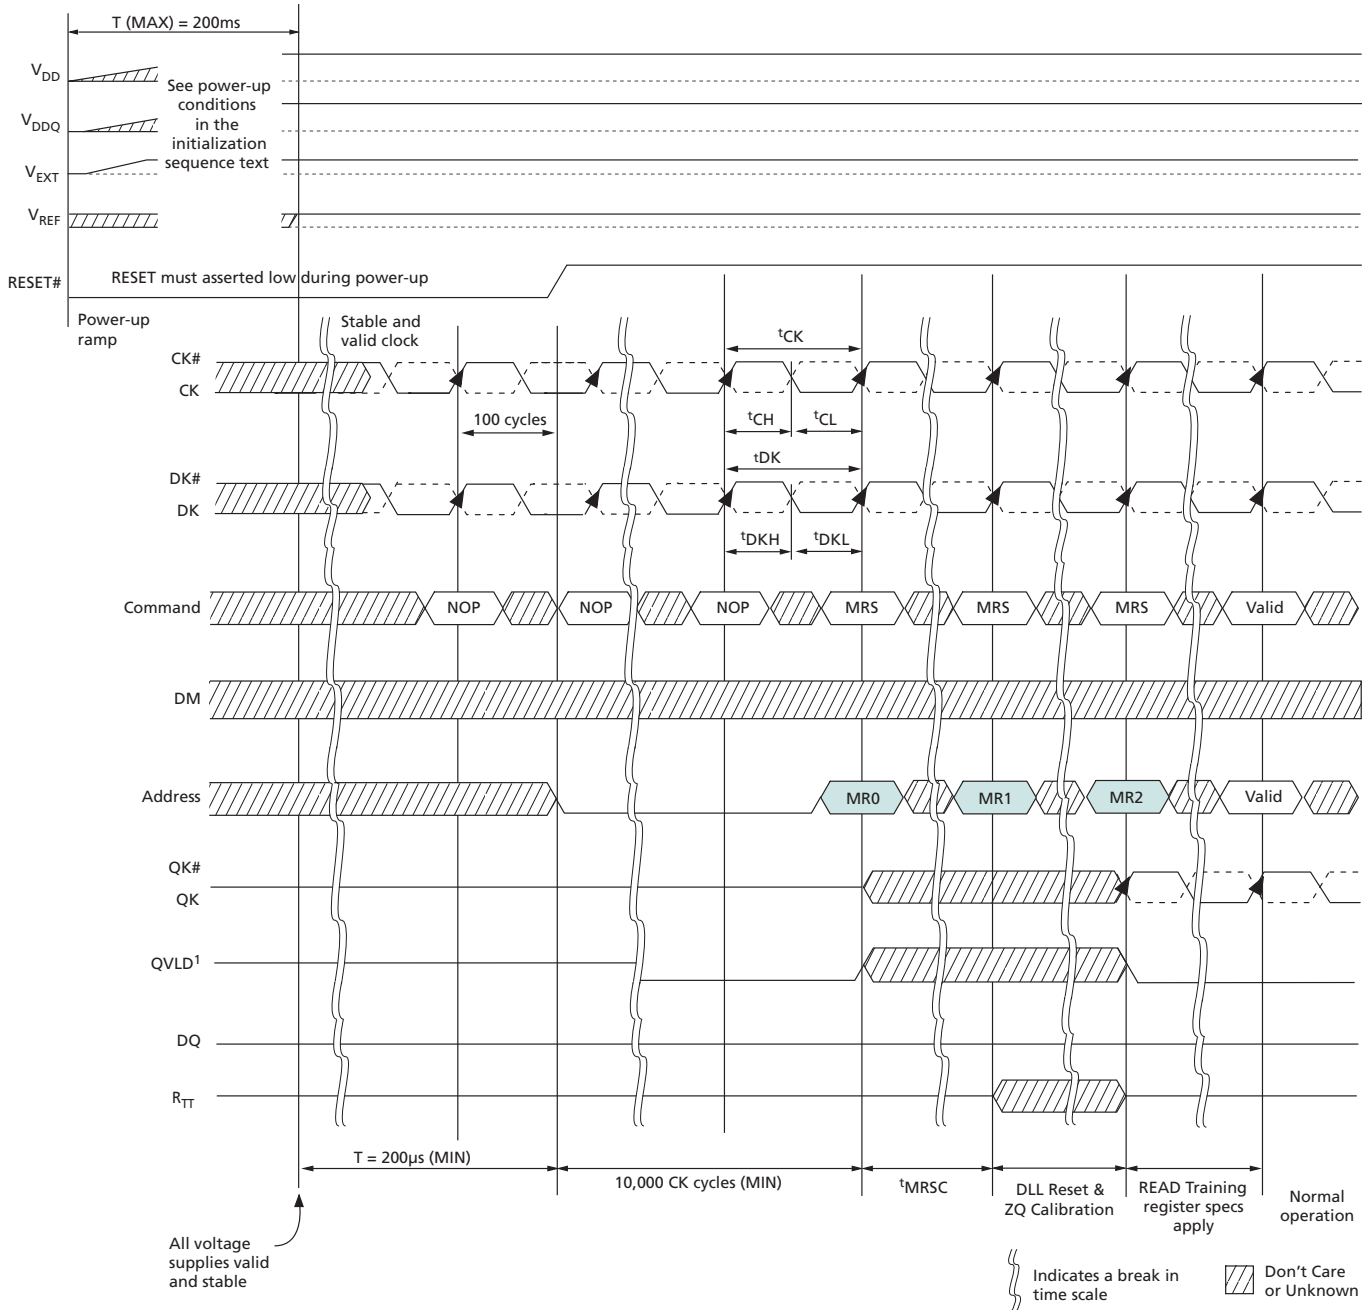 T (MAX) = 200ms
VDD
See power-up
conditions
in the
initialization
sequence text
VDDQ
VEXT
VREF
RESET#
RESET must asserted low during power-up
Power-up
ramp
Stable and
valid clock
tCK
CK#
CK
100 cycles
tCH
tCL
tDK
DK#
DK
tDKH
tDKL
Command
NOP
NOP
NOP
MRS
MRS
MRS
Valid
DM
Address
MR0
MR1
MR2
Valid
QK#
QK
QVLD1
DQ
RTT
T = 200µs (MIN)
10,000 CK cycles (MIN)
tMRSC
DLL Reset &
ZQ Calibration
READ Training
register specs
apply
Normal
operation
All voltage
supplies valid
and stable
Indicates a break in
time scale
Don't Care
or Unknown